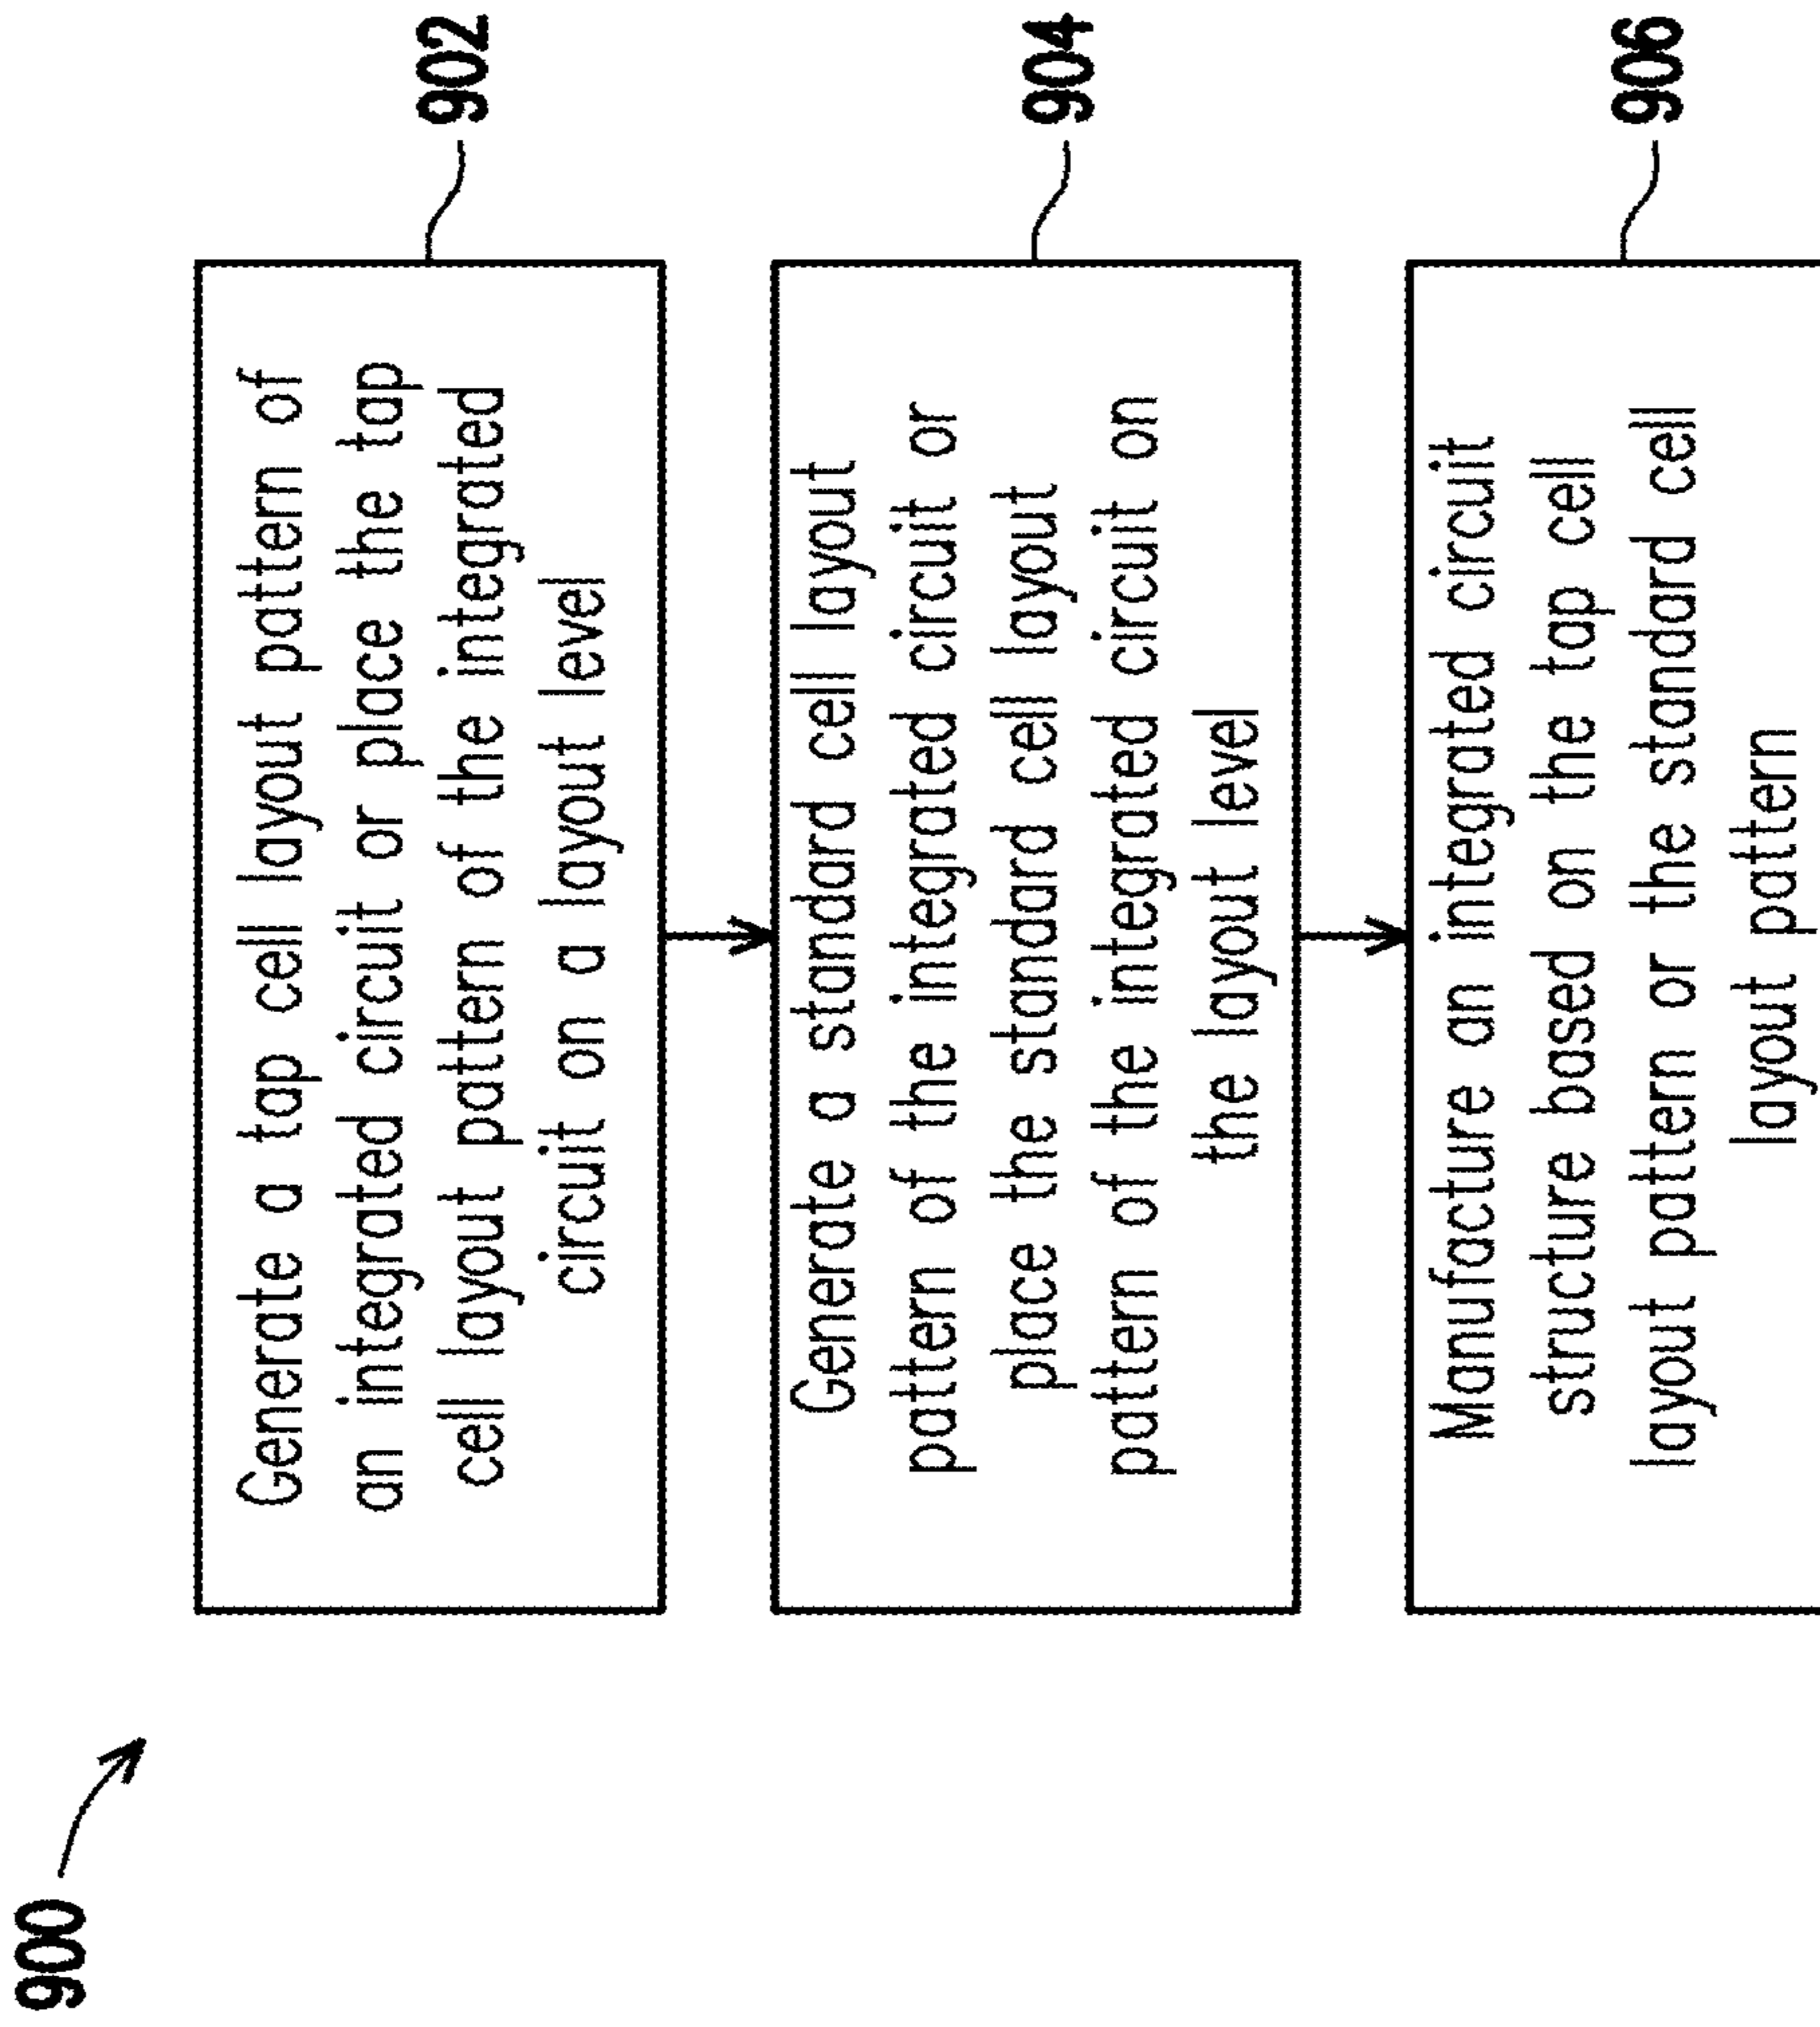 900
Generate a tap cell layout pattern of
an integrated circuit or place the tap
cell layout pattern of the integrated
circuit on a layout level
902
Generate a standard cell layout
pattern of the integrated circuit or
place the standard cell layout
pattern of the integrated circuit on
the layout level
904
Manufacture an integrated circuit
structure based on the tap cell
layout pattern or the standard cell
layout pattern
906